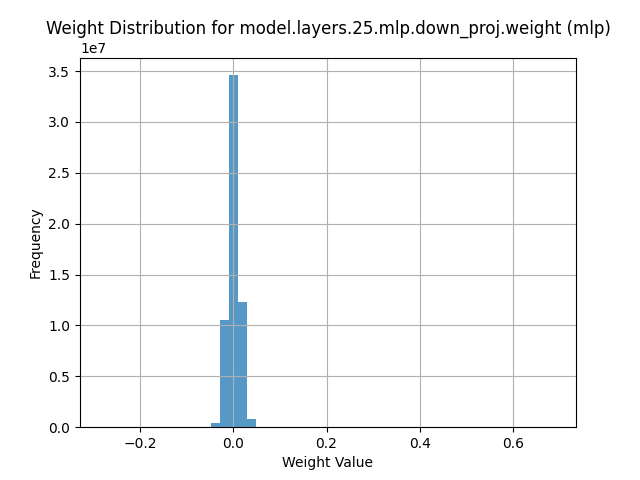 Weight Distribution for model.layers.25.mlp.down_proj.weight (mlp)
1e7
3.5
3.0
2.5
2.0
1.5
1.0
0.5
0.0
Frequency
−0.2 0.0 0.2 0.4 0.6
Weight Value